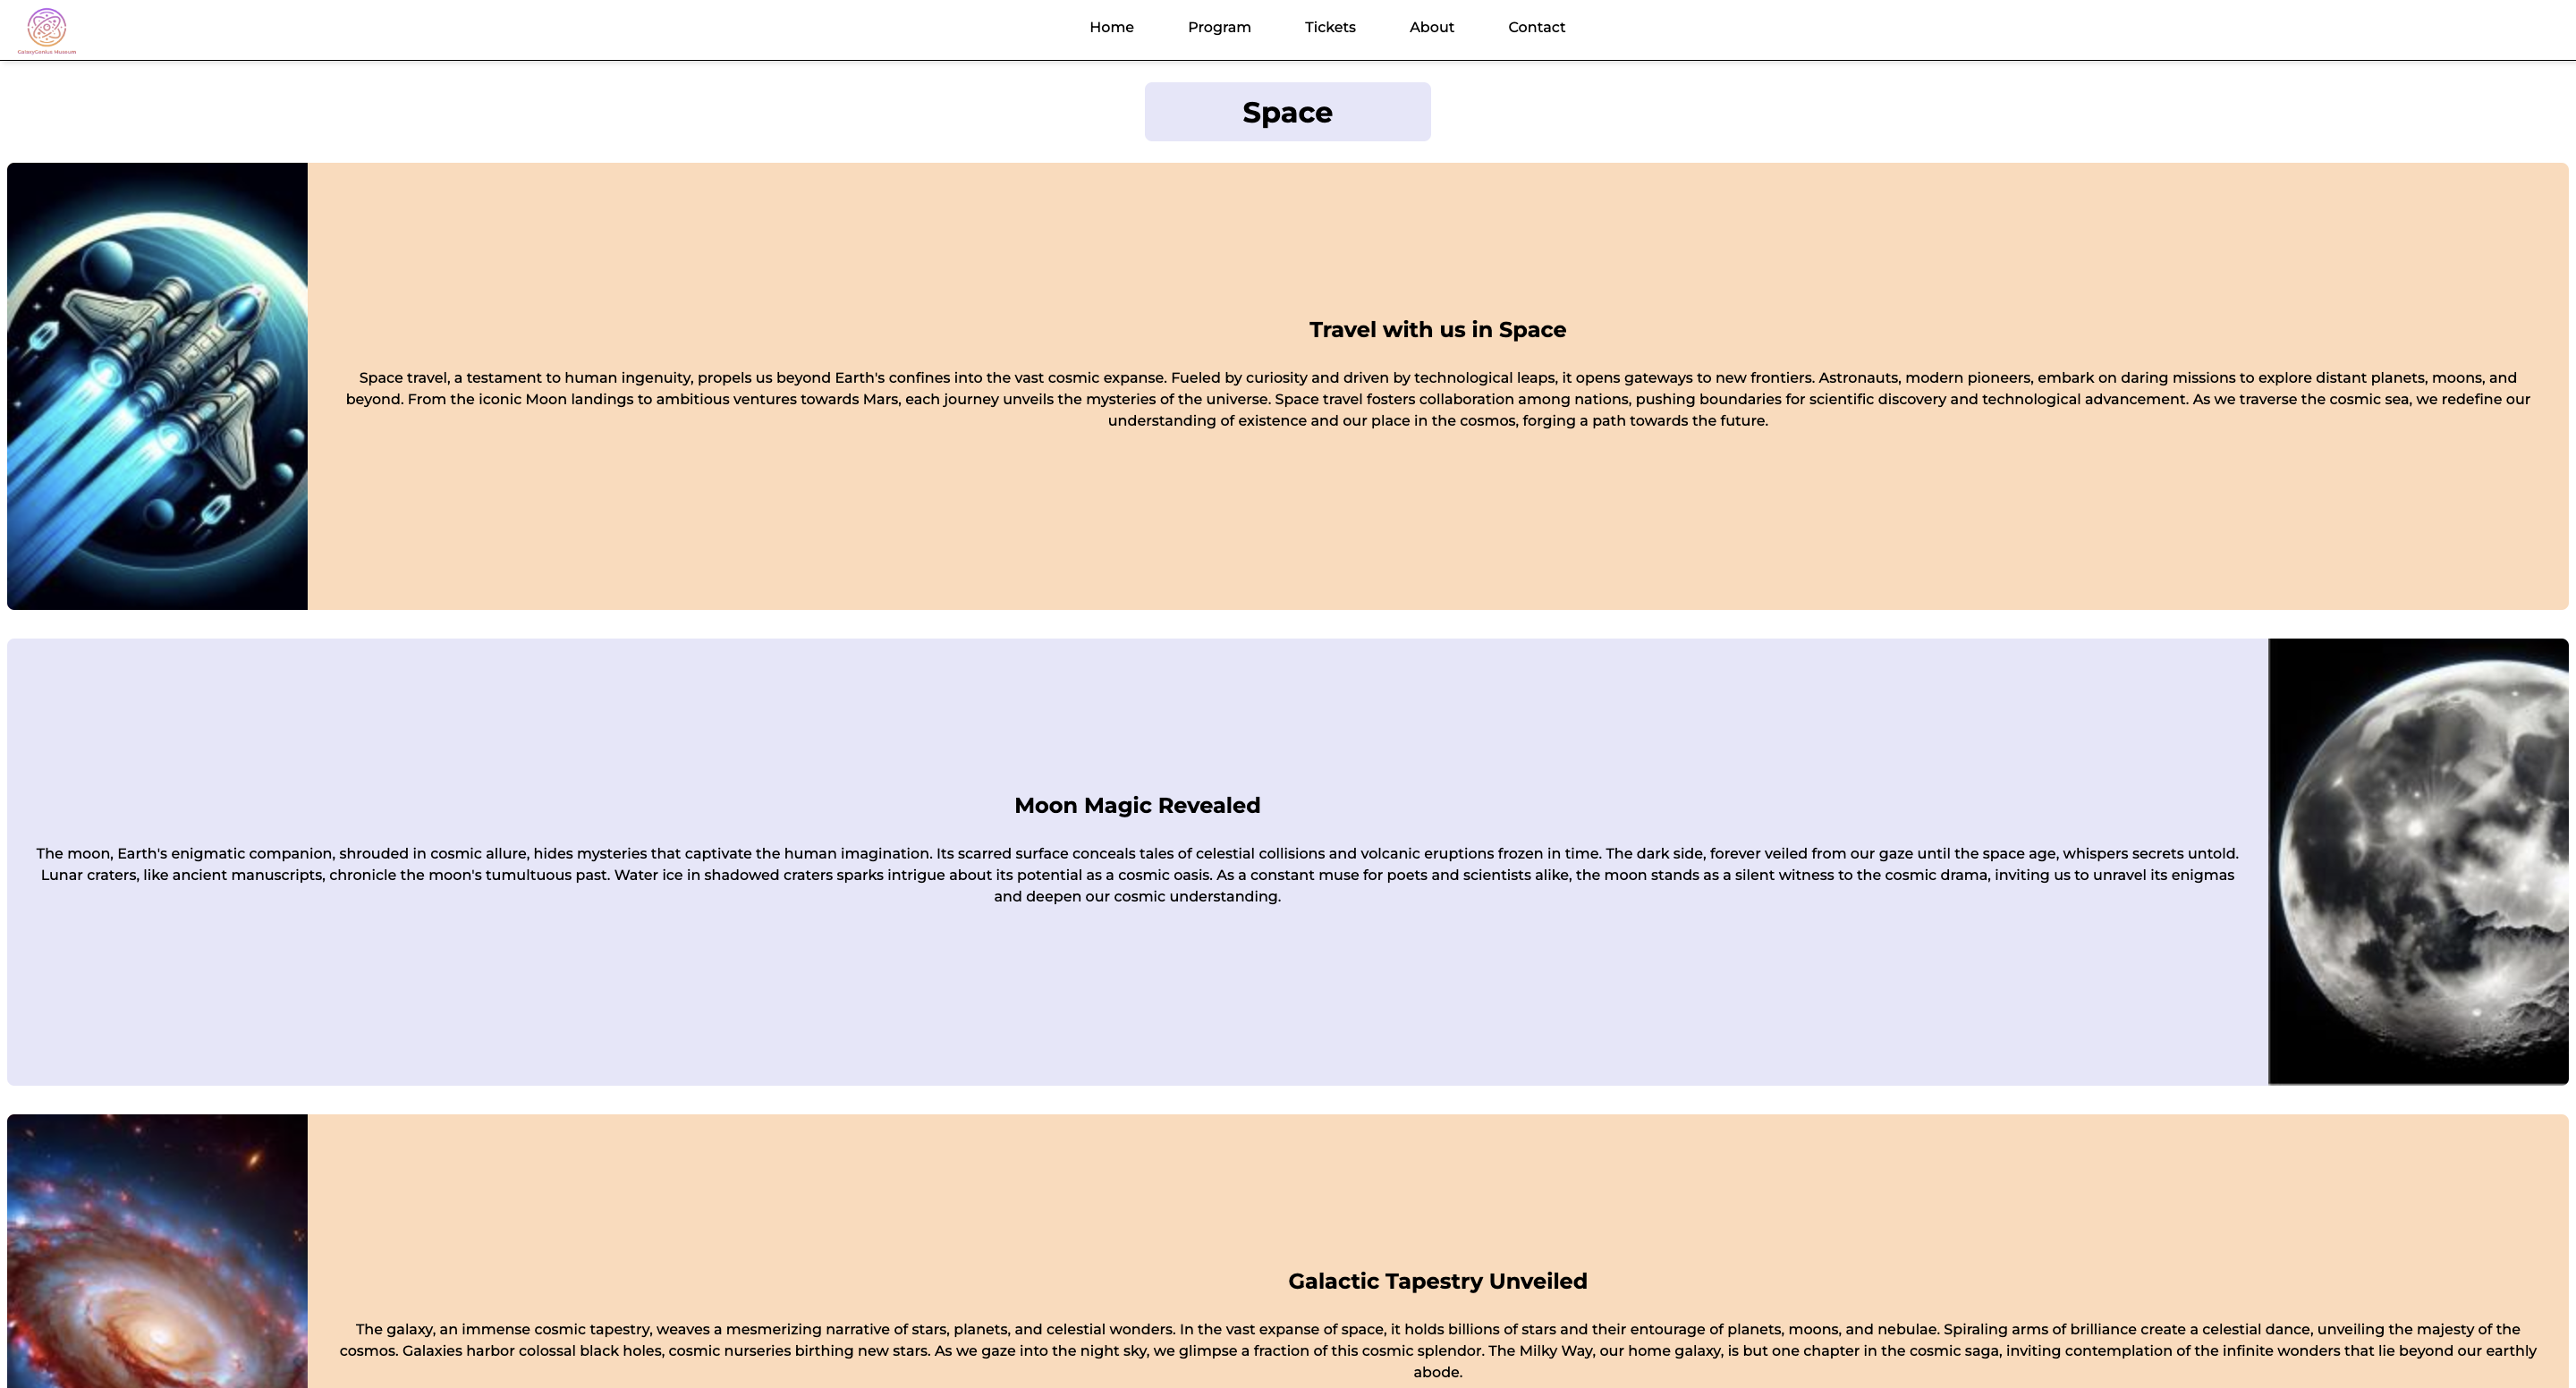 GalaxyGenius Museum
Home Program Tickets About Contact
Space
Travel with us in Space
Space travel, a testament to human ingenuity, propels us beyond Earth's confines into the vast cosmic expanse. Fueled by curiosity and driven by technological leaps, it opens gateways to new frontiers. Astronauts, modern pioneers, embark on daring missions to explore distant planets, moons, and
beyond. From the iconic Moon landings to ambitious ventures towards Mars, each journey unveils the mysteries of the universe. Space travel fosters collaboration among nations, pushing boundaries for scientific discovery and technological advancement. As we traverse the cosmic sea, we redefine our
understanding of existence and our place in the cosmos, forging a path towards the future.
Moon Magic Revealed
The moon, Earth's enigmatic companion, shrouded in cosmic allure, hides mysteries that captivate the human imagination. Its scarred surface conceals tales of celestial collisions and volcanic eruptions frozen in time. The dark side, forever veiled from our gaze until the space age, whispers secrets untold.
Lunar craters, like ancient manuscripts, chronicle the moon's tumultuous past. Water ice in shadowed craters sparks intrigue about its potential as a cosmic oasis. As a constant muse for poets and scientists alike, the moon stands as a silent witness to the cosmic drama, inviting us to unravel its enigmas
and deepen our cosmic understanding.
Galactic Tapestry Unveiled
The galaxy, an immense cosmic tapestry, weaves a mesmerizing narrative of stars, planets, and celestial wonders. In the vast expanse of space, it holds billions of stars and their entourage of planets, moons, and nebulae. Spiraling arms of brilliance create a celestial dance, unveiling the majesty of the
cosmos. Galaxies harbor colossal black holes, cosmic nurseries birthing new stars. As we gaze into the night sky, we glimpse a fraction of this cosmic splendor. The Milky Way, our home galaxy, is but one chapter in the cosmic saga, inviting contemplation of the infinite wonders that lie beyond our earthly
abode.